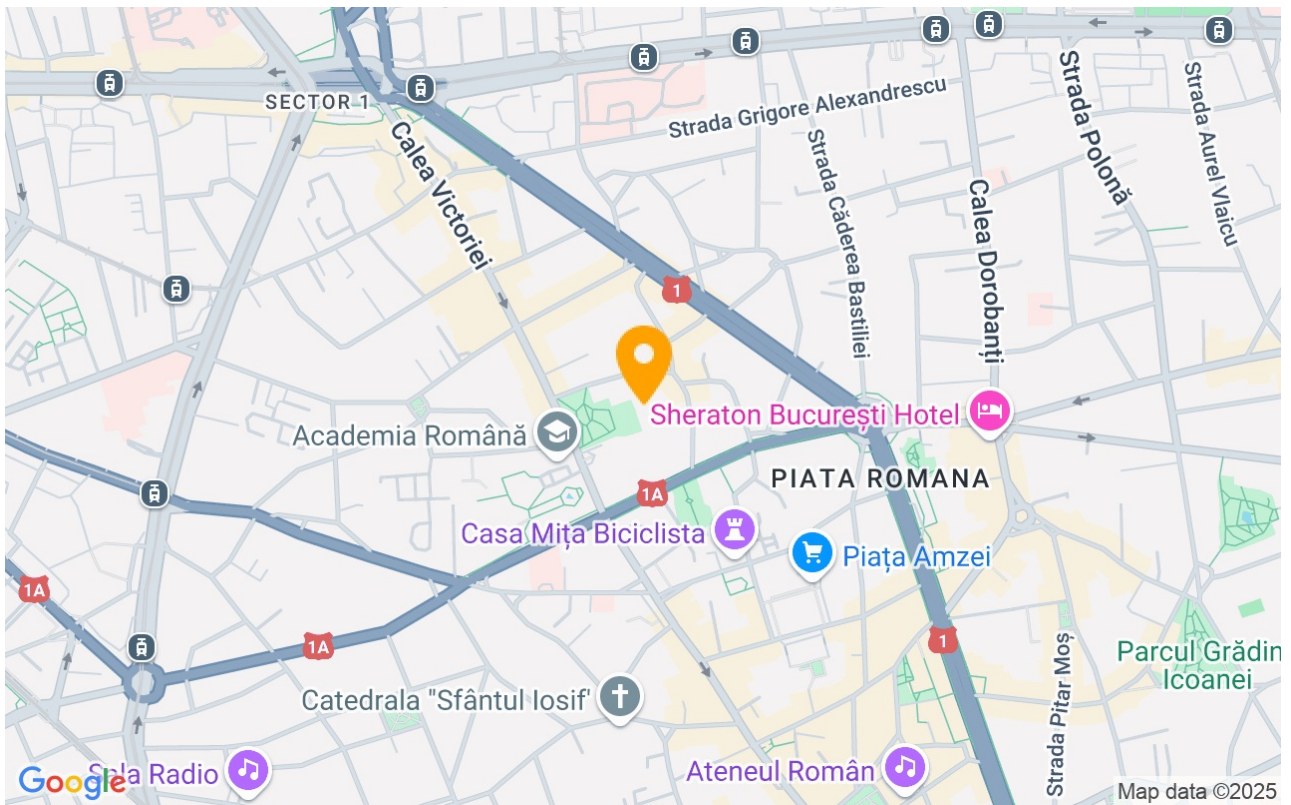 SECTOR 1
Calea Victoriei
Strada Grigore Alexandrescu
Strada Căderea Bastiliei
Calea Dorobanți
Strada Polonă
Strada Aurel Vlaicu
1
Sheraton București Hotel
Academia Română
1A
PIATA ROMANA
Casa Mița Biciclista
Piața Amzei
1A
1A
1
Parcul Grădin
Icoanei
Strada Pitar Moș
Catedrala "Sfântul Iosif'
Sala Radio
Ateneul Român
Google
Map data ©2025